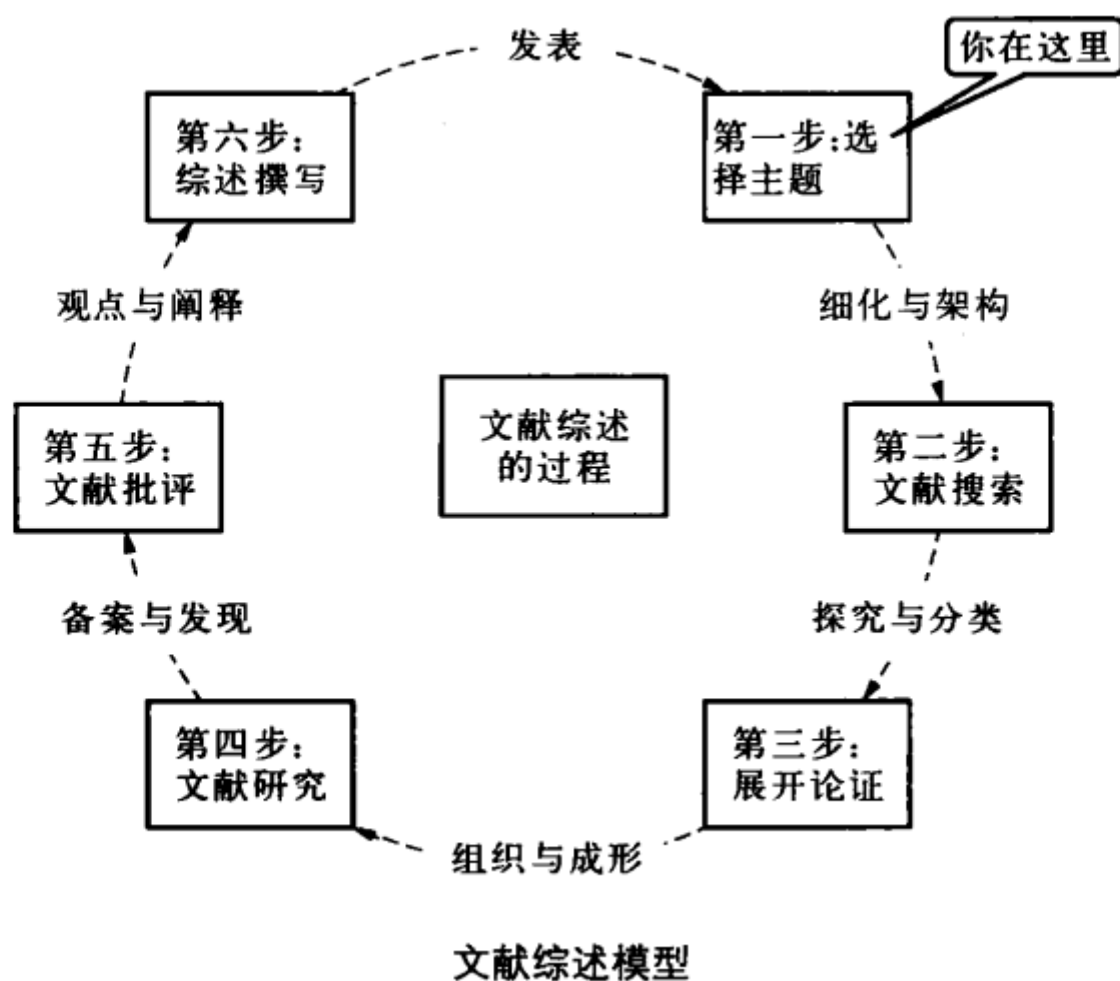 发表
你在这里
第六步：
综述撰写
第一步：选
择主题
观点与阐释
细化与架构
文献综述
的过程
第五步：
文献批评
第二步：
文献搜索
备案与发现
探究与分类
第四步：
文献研究
第三步：
展开论证
组织与成形
文献综述模型